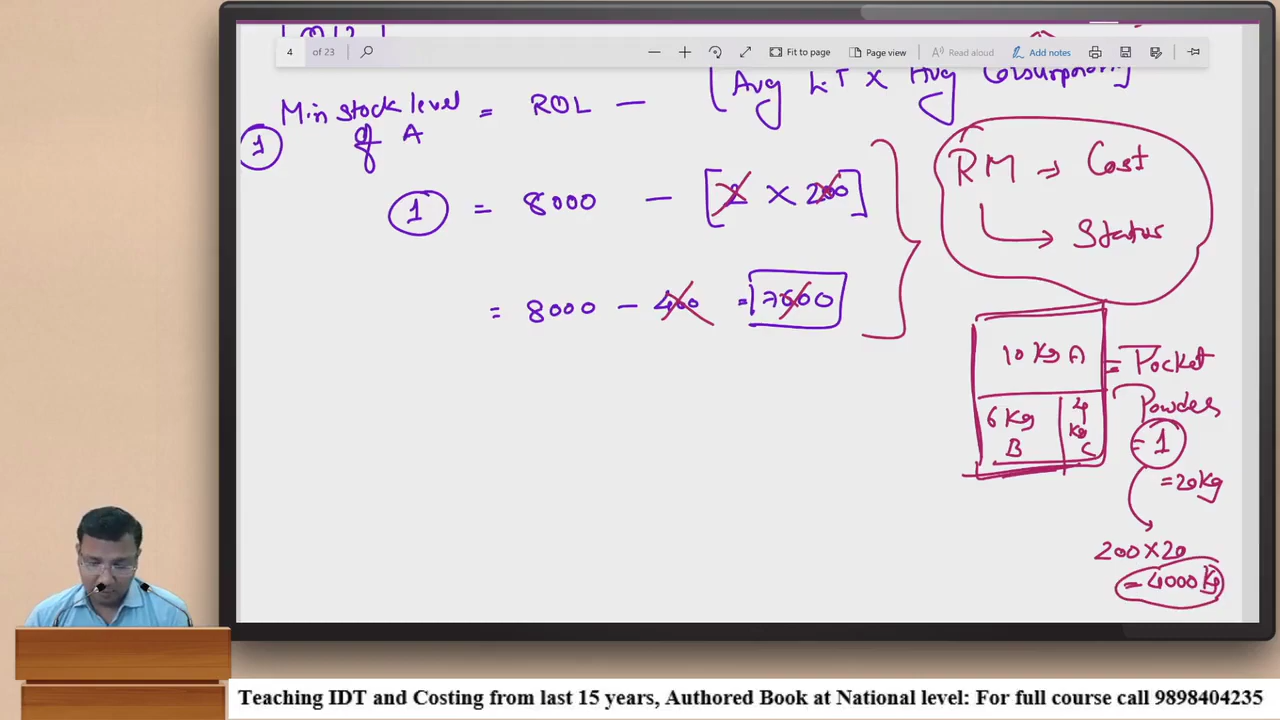 4 of 23 Fit to page Page view Read aloud Add notes
(Avg LT X Avg
Min stock level = ROL —
of A
1
1 = 8000 — [2 X 200]
= 8000 — 400 = 7600
RM → Cost
→ Status
10 Kg A = Pocket
Powder
6 Kg B
4 Kg C
= 1
= 20Kg
200 X 20
= 4000 Kg
Teaching IDT and Costing from last 15 years, Authored Book at National level: For full course call 9898404235